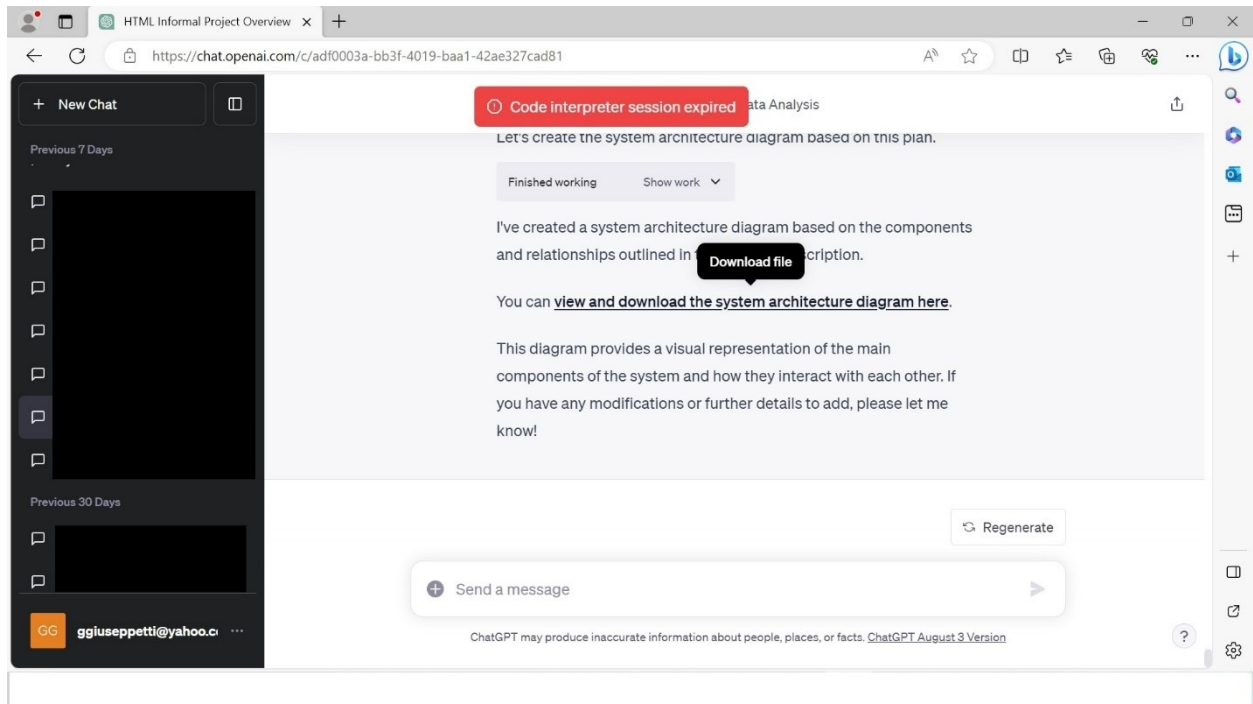 HTML Informal Project Overview
https://chat.openai.com/c/adf0003a-bb3f-4019-baa1-42ae327cad81
New Chat
Code interpreter session expired
ata Analysis
Previous 7 Days
Let's create the system architecture diagram based on this plan.
Finished working Show work
I've created a system architecture diagram based on the components
and relationships outlined in cription.
Download file
You can view and download the system architecture diagram here.
This diagram provides a visual representation of the main
components of the system and how they interact with each other. If
you have any modifications or further details to add, please let me
know!
Previous 30 Days
Regenerate
Send a message
GG ggiuseppetti@yahoo.c
ChatGPT may produce inaccurate information about people, places, or facts. ChatGPT August 3 Version
?